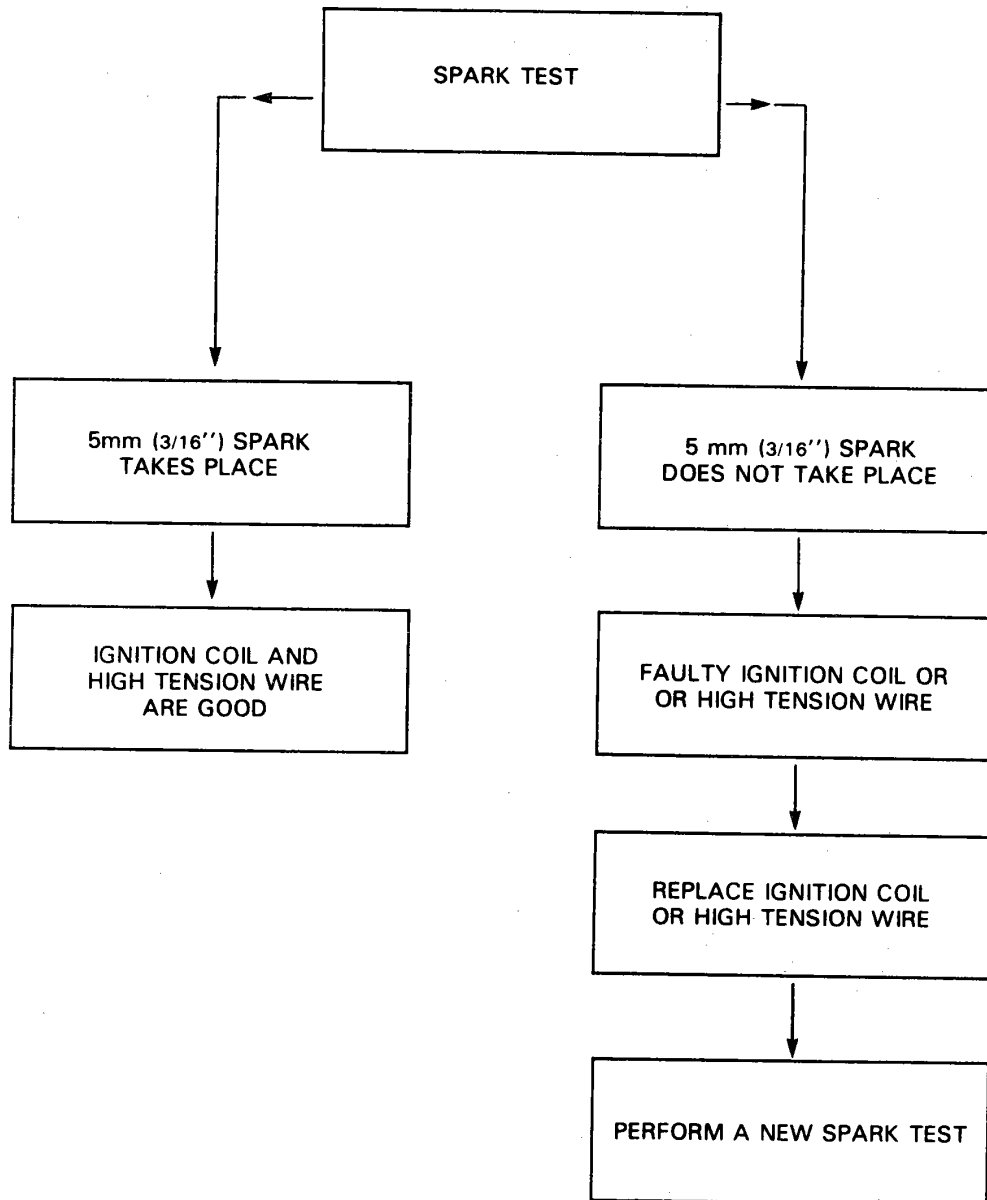 SPARK TEST
5mm (3/16'') SPARK
TAKES PLACE
IGNITION COIL AND
HIGH TENSION WIRE
ARE GOOD
5 mm (3/16'') SPARK
DOES NOT TAKE PLACE
FAULTY IGNITION COIL OR
OR HIGH TENSION WIRE
REPLACE IGNITION COIL
OR HIGH TENSION WIRE
PERFORM A NEW SPARK TEST